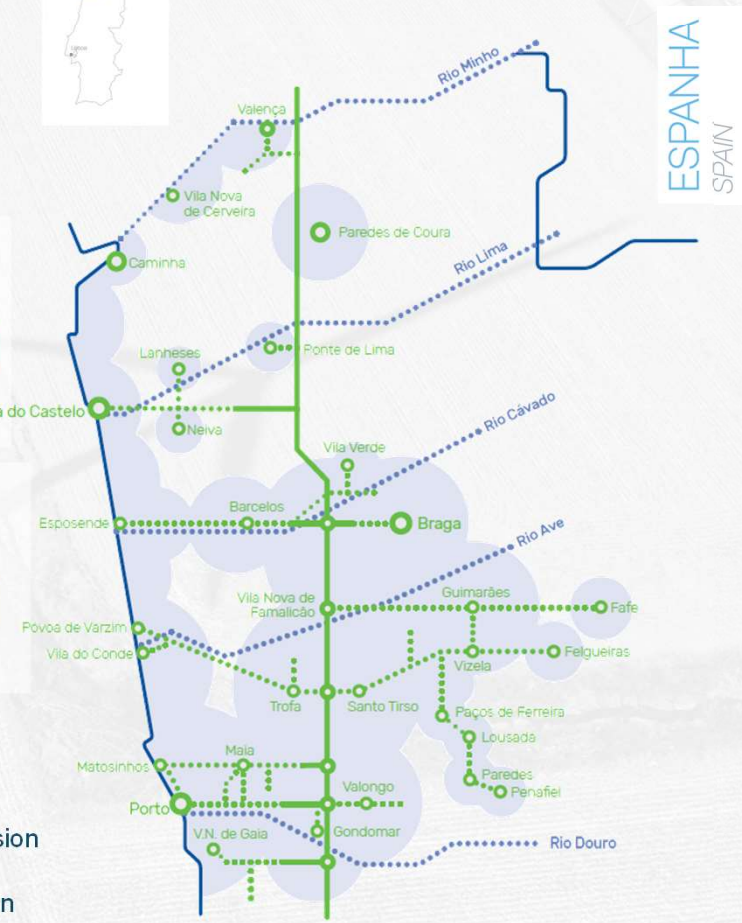 Lisboa
ESPANHA
SPAIN
Rio Minho
Valença
Vila Nova
de Cerveira
Paredes de Coura
Caminha
Rio Lima
Lanheses
Ponte de Lima
a do Castelo
Neiva
Rio Cávado
Vila Verde
Barcelos
Esposende
Braga
Rio Ave
Vila Nova de
Famalicão
Guimarães
Fafe
Póvoa de Varzim
Vila do Conde
Vizela
Felgueiras
Trofa
Santo Tirso
Paços de Ferreira
Lousada
Maia
Matosinhos
Paredes
Penafiel
Valongo
Porto
V.N. de Gaia
Gondomar
Rio Douro
sion
n